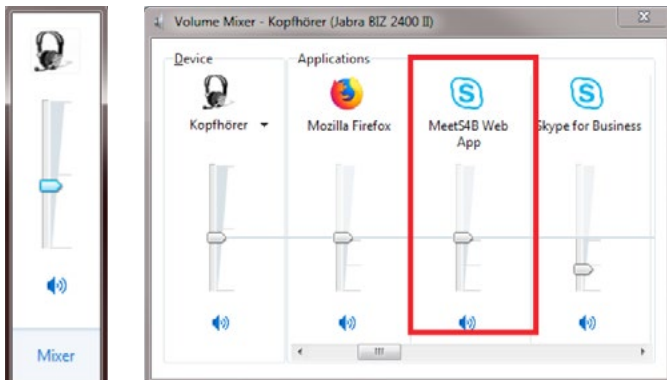 Mixer
Volume Mixer - Kopfhörer (Jabra BIZ 2400 II)
Device
Applications
Kopfhörer
Mozilla Firefox
MeetS4B Web
App
Skype for Business